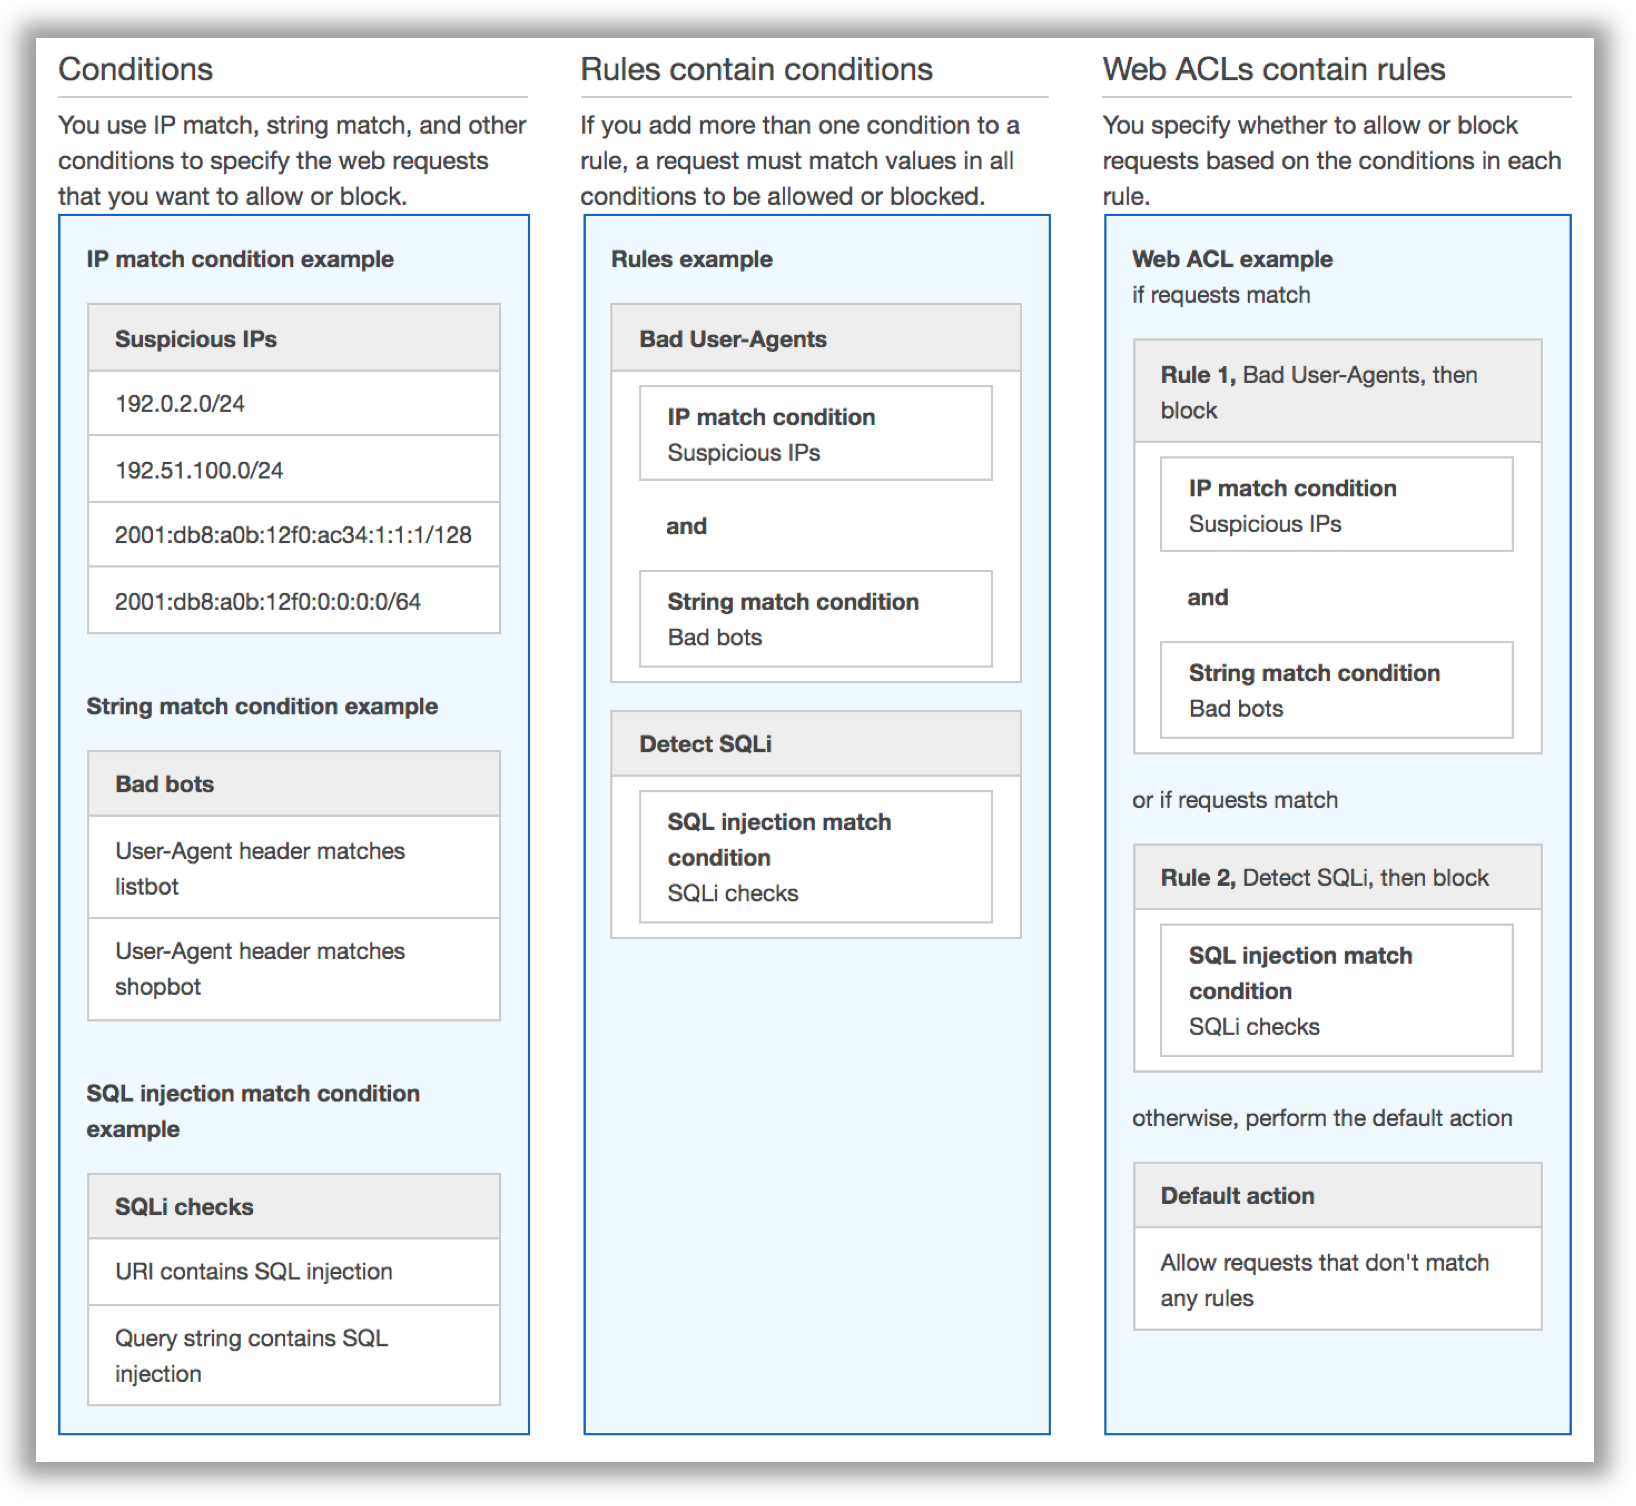 Conditions
You use IP match, string match, and other
conditions to specify the web requests
that you want to allow or block.
IP match condition example
Suspicious IPs
192.0.2.0/24
192.51.100.0/24
2001:db8:a0b:12f0:ac34:1:1:1/128
2001:db8:a0b:12f0:0:0:0:0/64
String match condition example
Bad bots
User-Agent header matches
listbot
User-Agent header matches
shopbot
SQL injection match condition
example
SQLi checks
URI contains SQL injection
Query string contains SQL
injection
Rules contain conditions
If you add more than one condition to a
rule, a request must match values in all
conditions to be allowed or blocked.
Rules example
Bad User-Agents
IP match condition
Suspicious IPs
and
String match condition
Bad bots
Detect SQLi
SQL injection match
condition
SQLi checks
Web ACLs contain rules
You specify whether to allow or block
requests based on the conditions in each
rule.
Web ACL example
if requests match
Rule 1, Bad User-Agents, then
block
IP match condition
Suspicious IPs
and
String match condition
Bad bots
or if requests match
Rule 2, Detect SQLi, then block
SQL injection match
condition
SQLi checks
otherwise, perform the default action
Default action
Allow requests that don't match
any rules